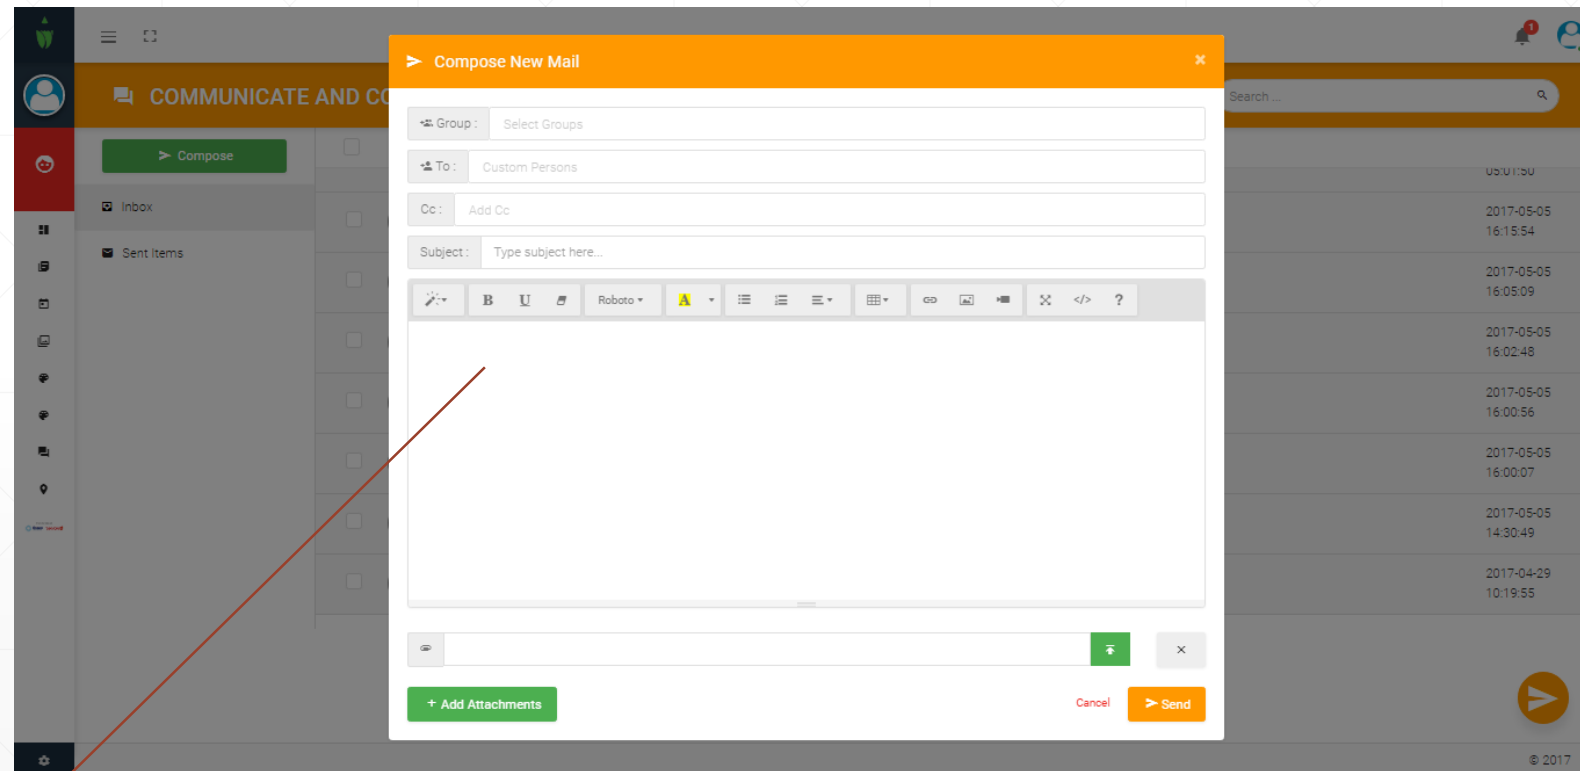 1
COMMUNICATE AND CO
Search ...
Compose
Inbox
Sent Items
Compose New Mail
×
Group :
Select Groups
To :
Custom Persons
Cc :
Add Cc
Subject :
Type subject here...
B U Roboto A </> ?
×
+ Add Attachments
Cancel
Send
05:01:50
2017-05-05
16:15:54
2017-05-05
16:05:09
2017-05-05
16:02:48
2017-05-05
16:00:56
2017-05-05
16:00:07
2017-05-05
14:30:49
2017-04-29
10:19:55
© 2017